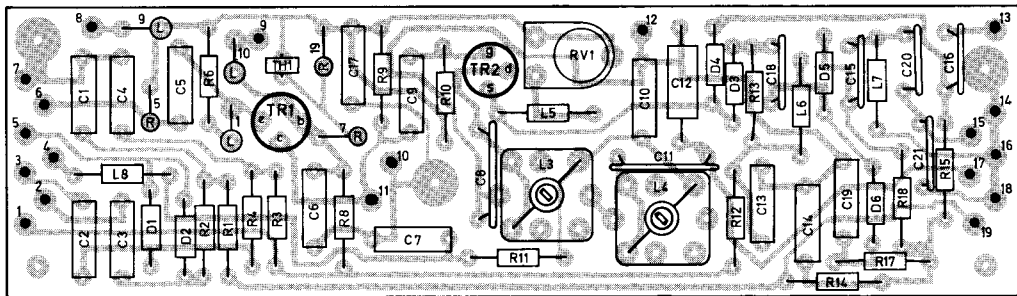 8 9 L 9 10 19 12 13
C1 C4 C5 R6 L TH1 R C17 R9 C9 R10 g TR2 d s RV1 L5 C10 C12 D4 D3 R13 C18 L6 D5 C15 L7 C20 C16
7
6 5 R 1 L TR1 e b c 7 R 14
5 15
4 10 16
3 L8 C8 L3 C11 L4 C21 R15 17
2 11 18
1 19
C2 C3 D1 D2 R2 R1 R4 R3 C6 R8 C7 R11 R12 C13 C14 C19 D6 R18 R17
R14